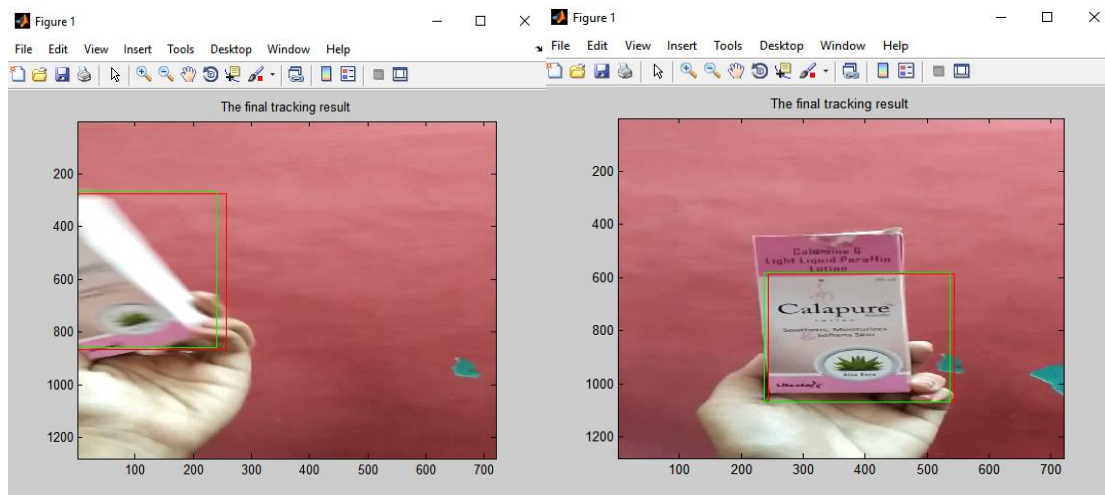 Figure 1
File Edit View Insert Tools Desktop Window Help
The final tracking result
200
400
600
800
1000
1200
100 200 300 400 500 600 700
Figure 1
File Edit View Insert Tools Desktop Window Help
The final tracking result
200
400
600
800
1000
1200
100 200 300 400 500 600 700
Calamine &
Light Liquid Paraffin
Lotion
Calapure
Lotion
Soothens, Moisturizes
& Softens Skin
Aloe Vera